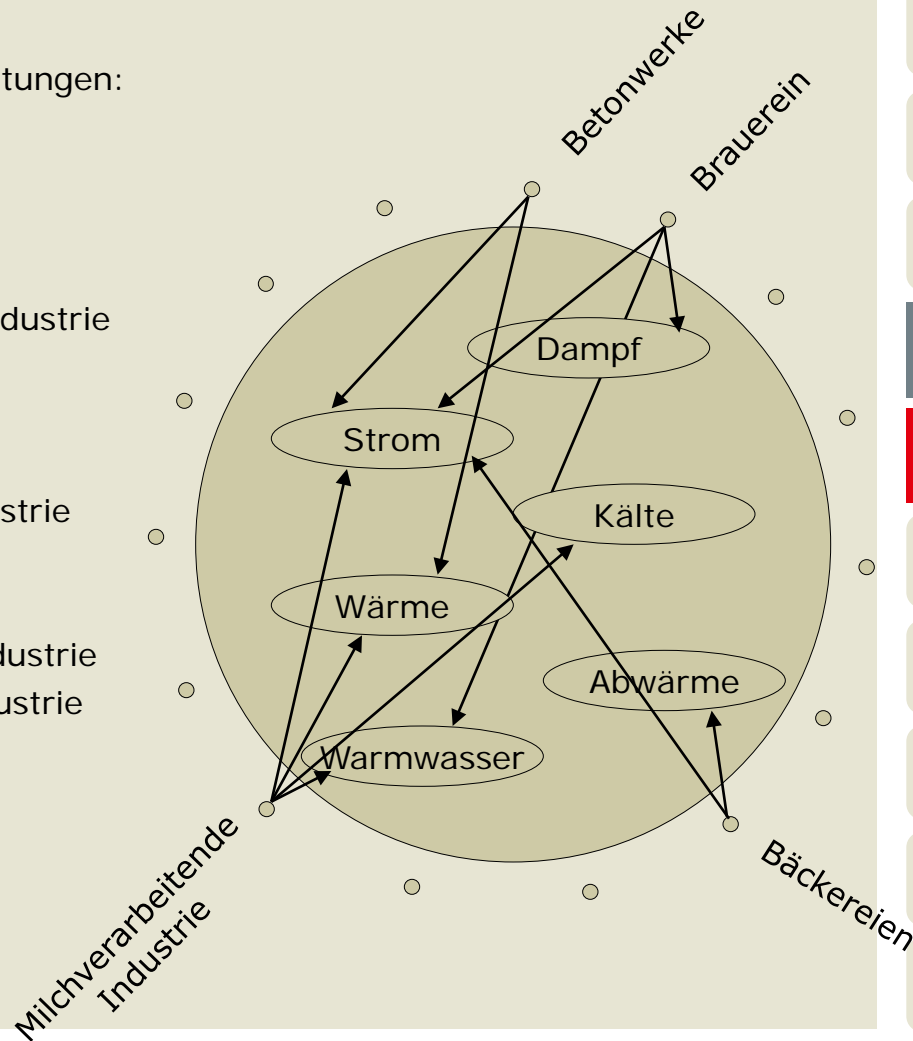 tungen:
Betonwerke
Brauerein
dustrie
Dampf
Strom
strie
Kälte
Wärme
dustrie
Abwärme
ustrie
Warmwasser
Milchverarbeitende
Industrie
Bäckereien